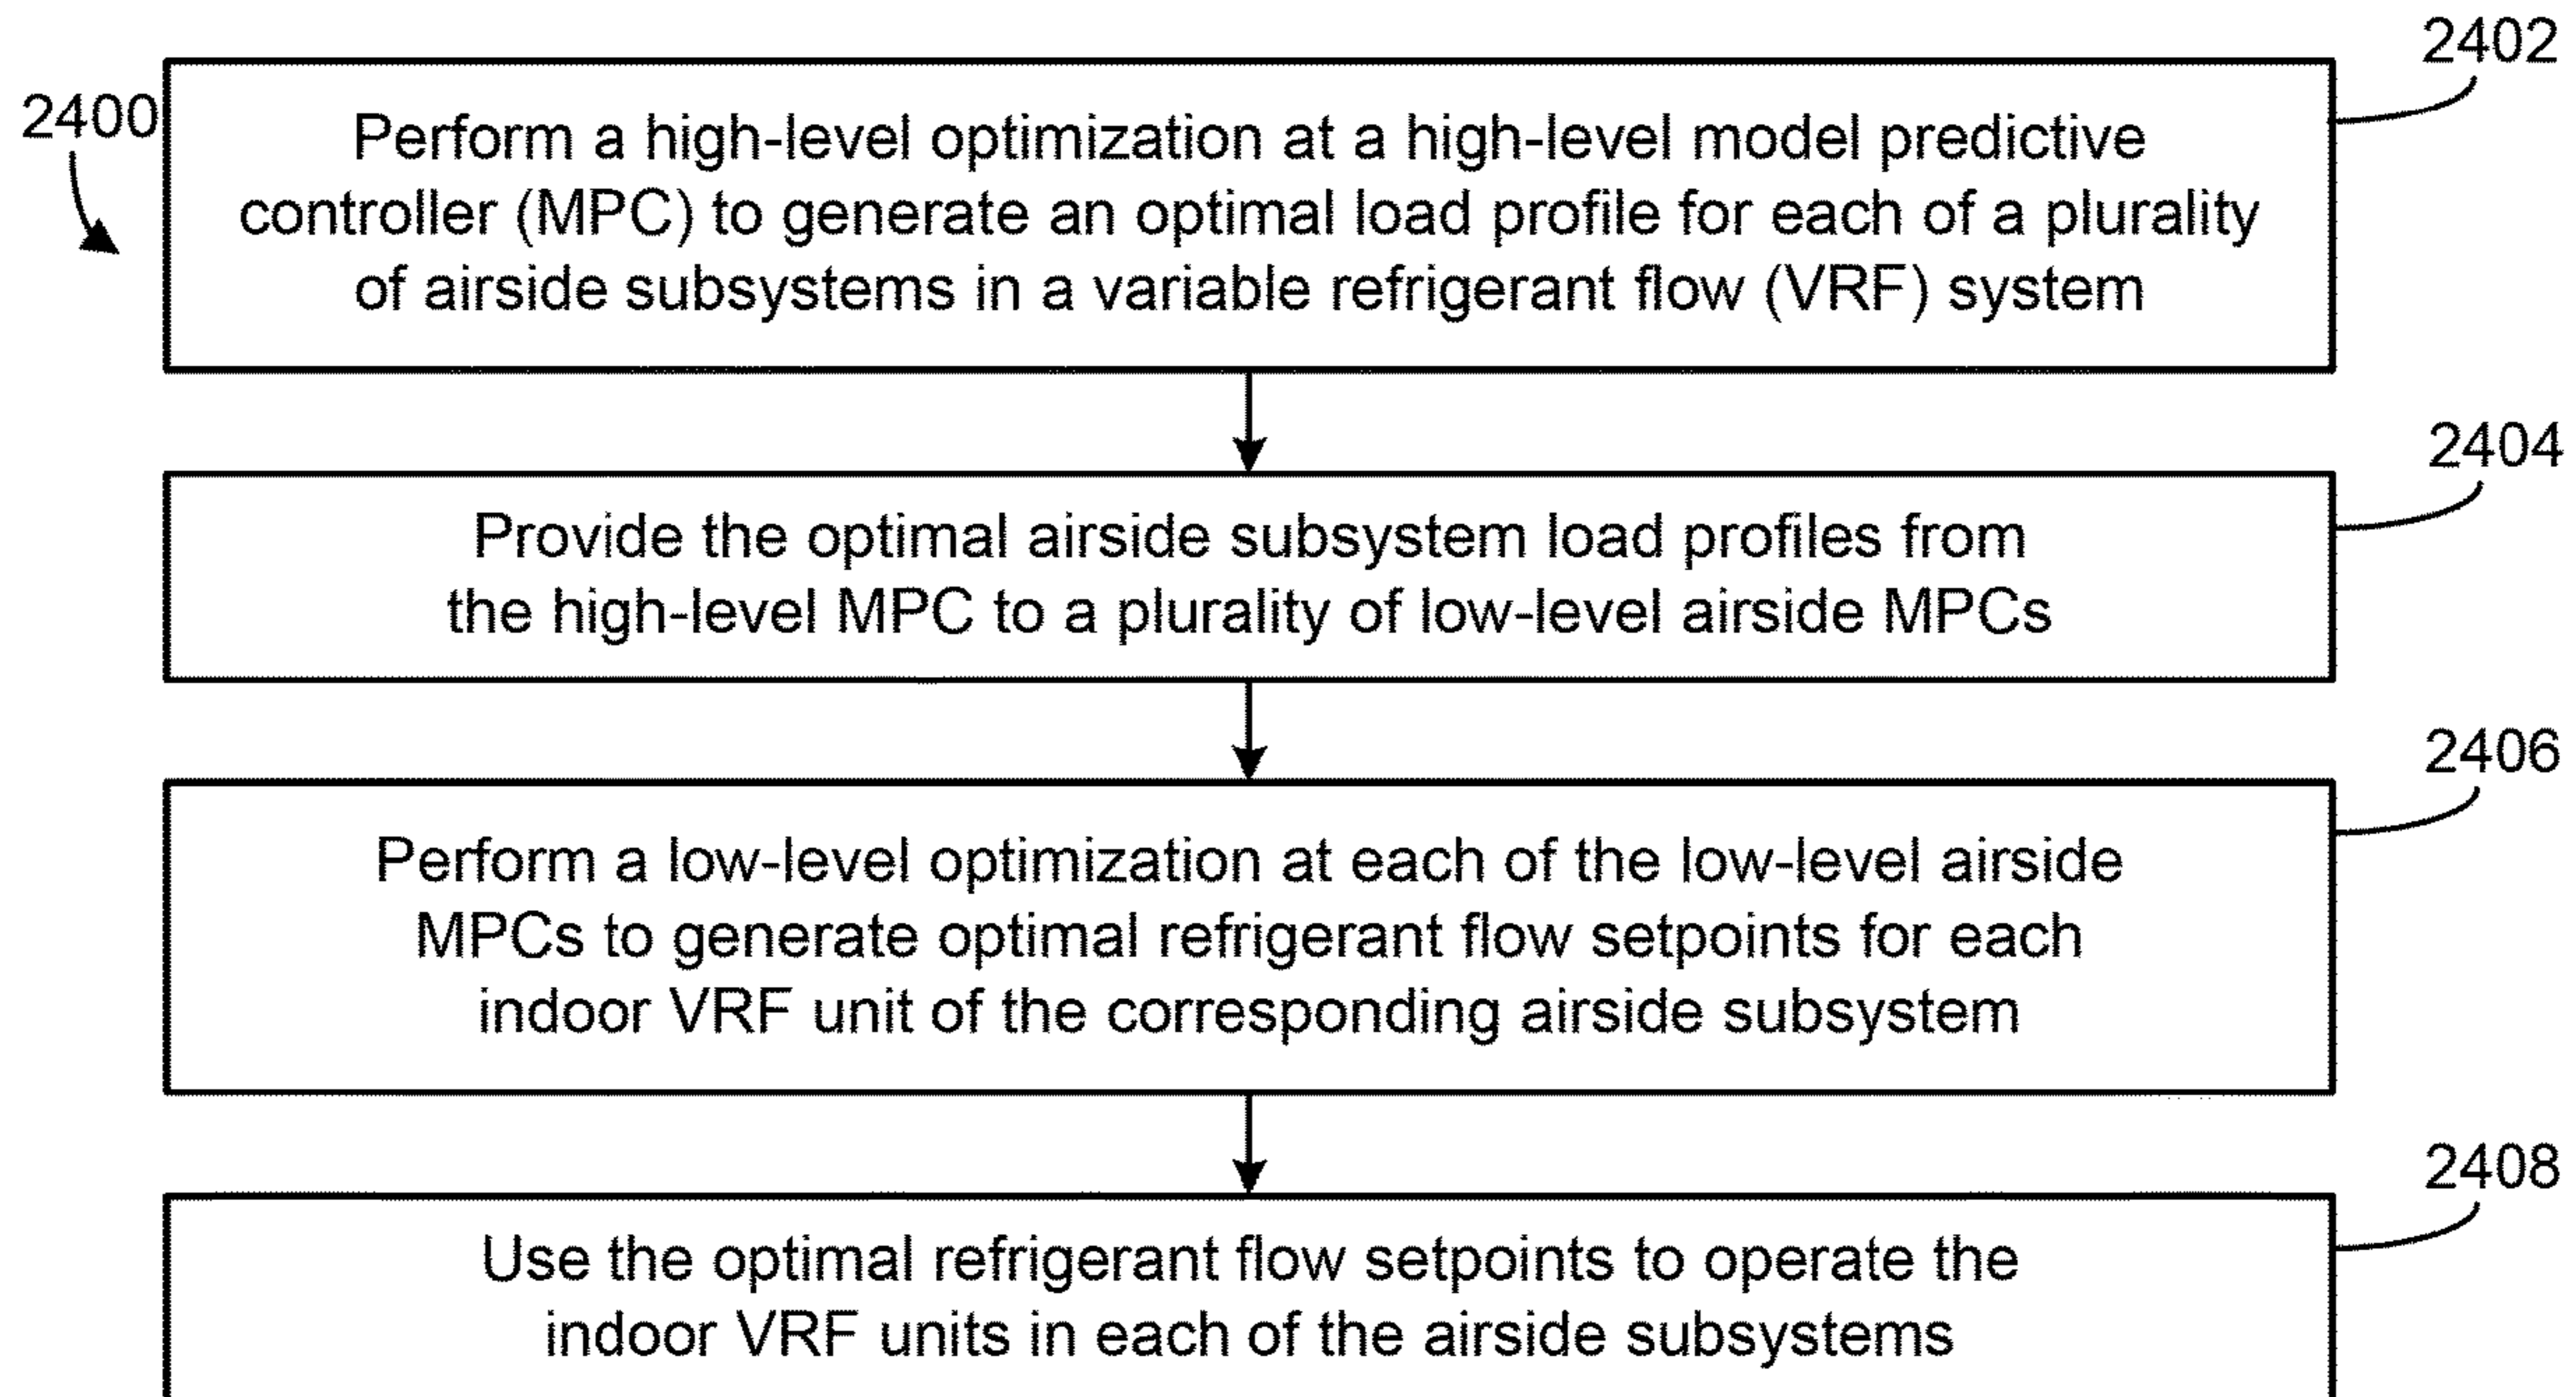 2400
2402
Perform a high-level optimization at a high-level model predictive
controller (MPC) to generate an optimal load profile for each of a plurality
of airside subsystems in a variable refrigerant flow (VRF) system
2404
Provide the optimal airside subsystem load profiles from
the high-level MPC to a plurality of low-level airside MPCs
2406
Perform a low-level optimization at each of the low-level airside
MPCs to generate optimal refrigerant flow setpoints for each
indoor VRF unit of the corresponding airside subsystem
2408
Use the optimal refrigerant flow setpoints to operate the
indoor VRF units in each of the airside subsystems